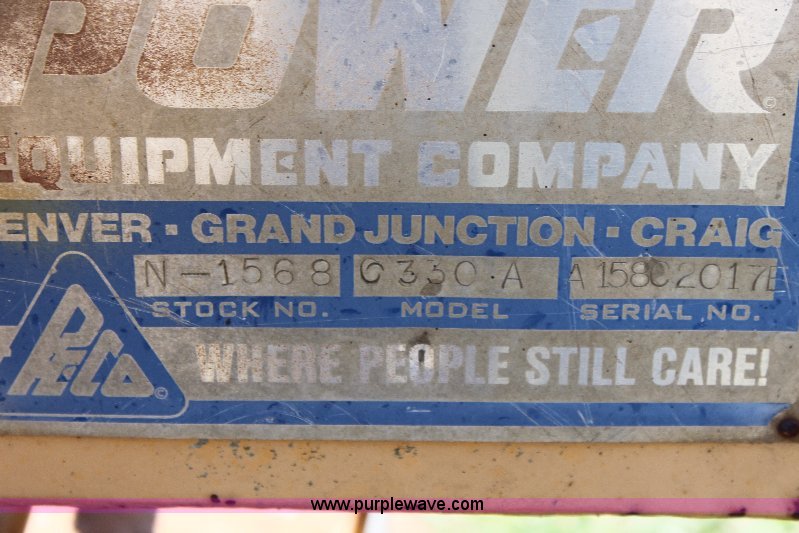 POWER ©
EQUIPMENT COMPANY
ENVER · GRAND JUNCTION · CRAIG
N-1568 G330·A A158C2017E
STOCK NO. MODEL SERIAL NO.
PECO ©
WHERE PEOPLE STILL CARE!
www.purplewave.com